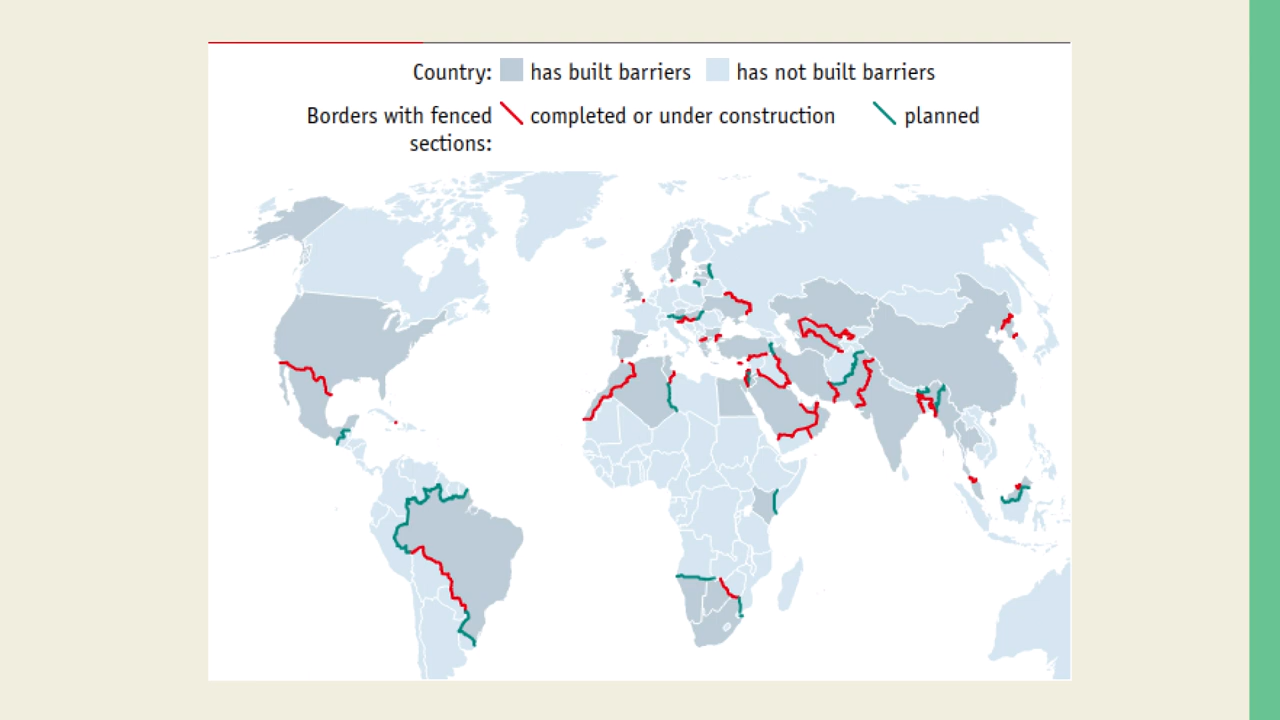 Country: has built barriers has not built barriers
Borders with fenced completed or under construction planned
sections: